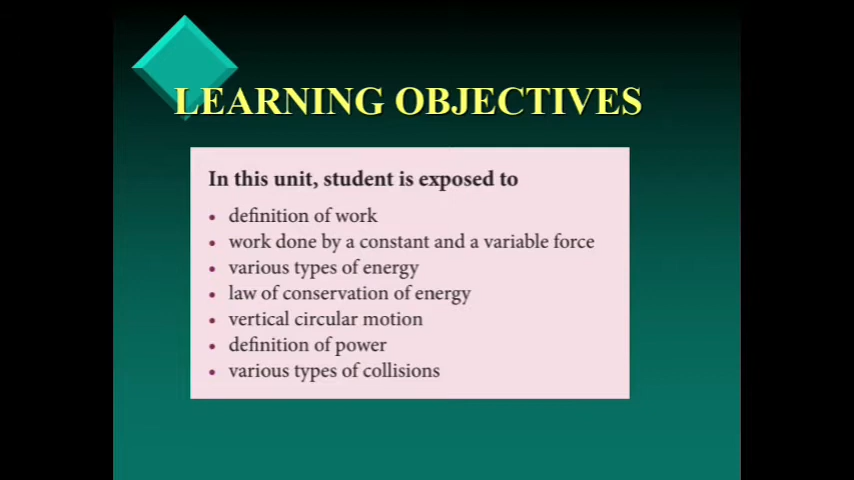 LEARNING OBJECTIVES
In this unit, student is exposed to
• definition of work
• work done by a constant and a variable force
• various types of energy
• law of conservation of energy
• vertical circular motion
• definition of power
• various types of collisions